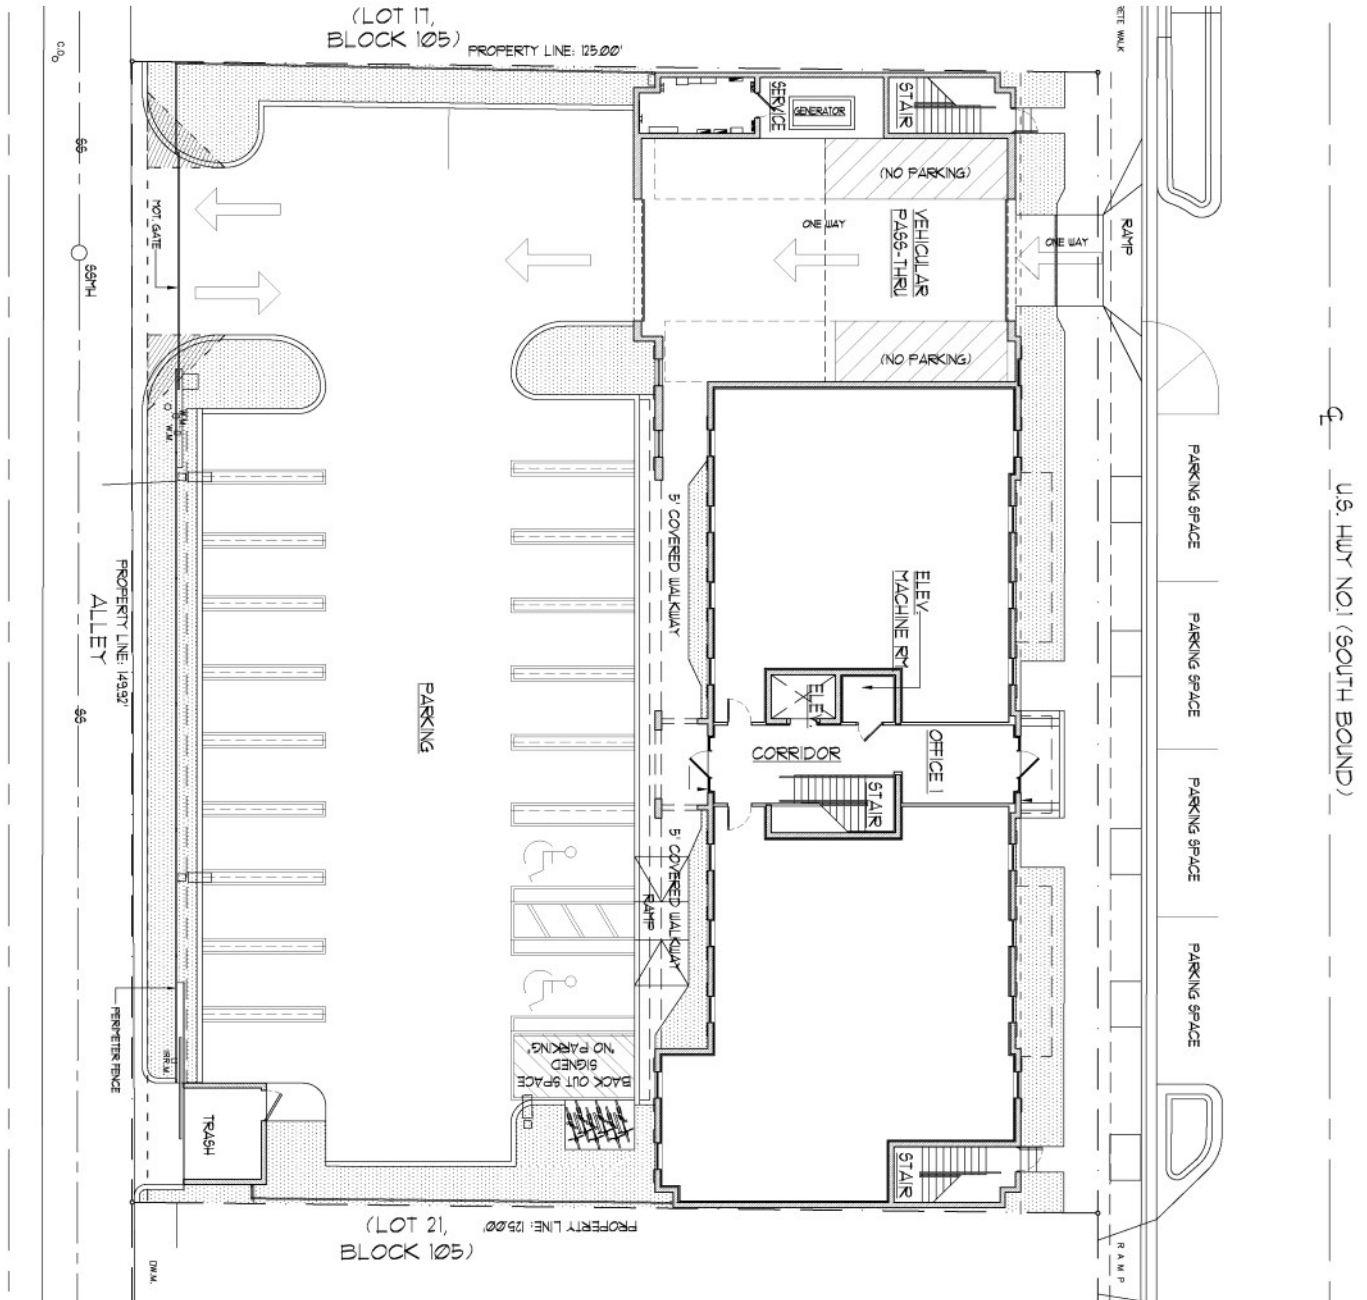 (LOT 17,
BLOCK 105)
PROPERTY LINE: 125.00'
C.O.
SS
SSMH
MOT. GATE
SERVICE
GENERATOR
STAIR
(NO PARKING)
ONE WAY
VEHICULAR
PASS-THRU
ONE WAY
RAMP
(NO PARKING)
W.M.
W.M.
5' COVERED WALKWAY
ELEV.
MACHINE RM
ELE.
CORRIDOR
OFFICE 1
STAIR
PARKING
PROPERTY LINE: 149.92'
ALLEY
SS
5' COVERED WALKWAY
RAMP
PERIMETER FENCE
IRR.M.
BACK OUT SPACE
SIGNED
"NO PARKING"
TRASH
STAIR
PROPERTY LINE: 125.00'
(LOT 21,
BLOCK 105)
D.W.M.
RAMP
PARKING SPACE
PARKING SPACE
PARKING SPACE
PARKING SPACE
U.S. HWY NO.1 (SOUTH BOUND)